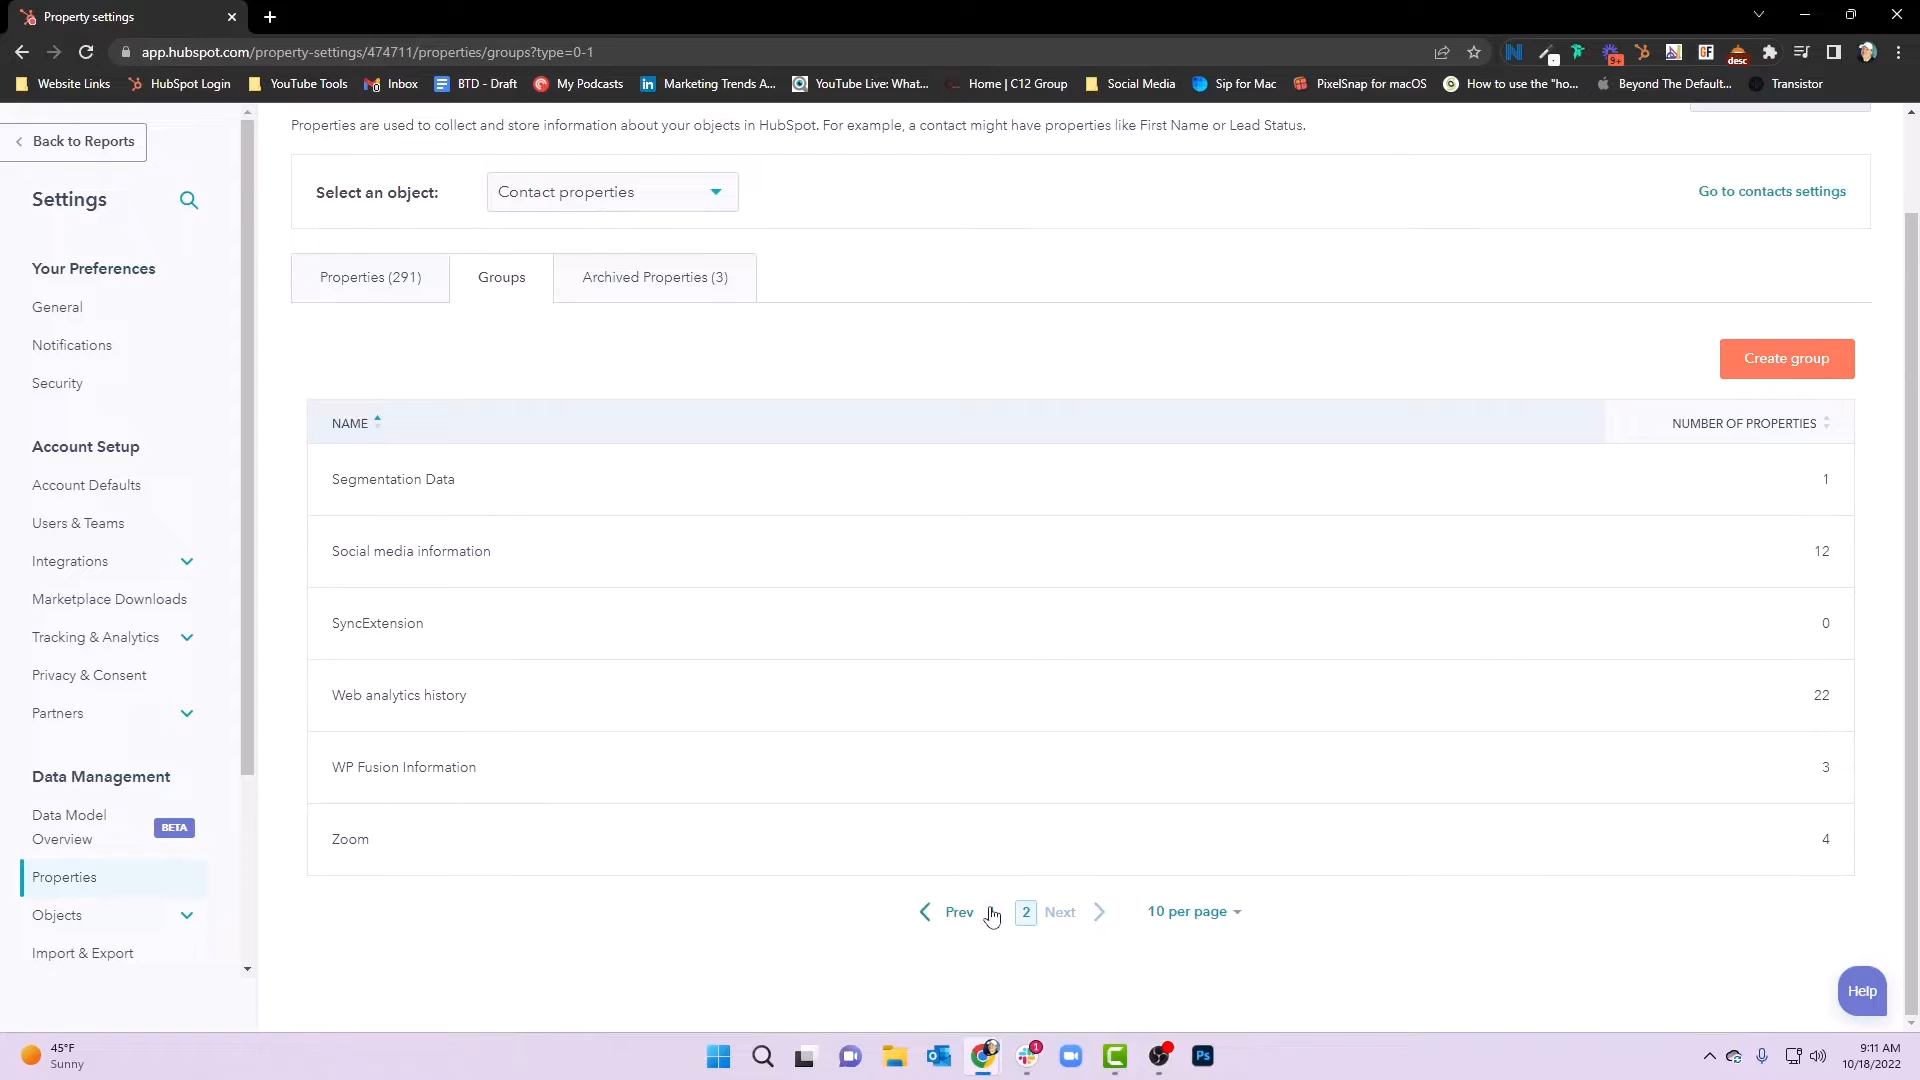 Property settings
app.hubspot.com/property-settings/474711/properties/groups?type=0-1
9+
desc
Website Links
HubSpot Login
YouTube Tools
Inbox
BTD - Draft
My Podcasts
Marketing Trends A...
YouTube Live: What...
Home | C12 Group
Social Media
Sip for Mac
PixelSnap for macOS
How to use the "ho...
Beyond The Default...
Transistor
Back to Reports
Settings
Your Preferences
General
Notifications
Security
Account Setup
Account Defaults
Users & Teams
Integrations
Marketplace Downloads
Tracking & Analytics
Privacy & Consent
Partners
Data Management
Data Model
Overview
BETA
Properties
Objects
Import & Export
Properties are used to collect and store information about your objects in HubSpot. For example, a contact might have properties like First Name or Lead Status.
Select an object:
Contact properties
Go to contacts settings
Properties (291)
Groups
Archived Properties (3)
Create group
NAME
NUMBER OF PROPERTIES
Segmentation Data
1
Social media information
12
SyncExtension
0
Web analytics history
22
WP Fusion Information
3
Zoom
4
Prev
2
Next
10 per page
Help
45°F
Sunny
1
Ps
9:11 AM
10/18/2022